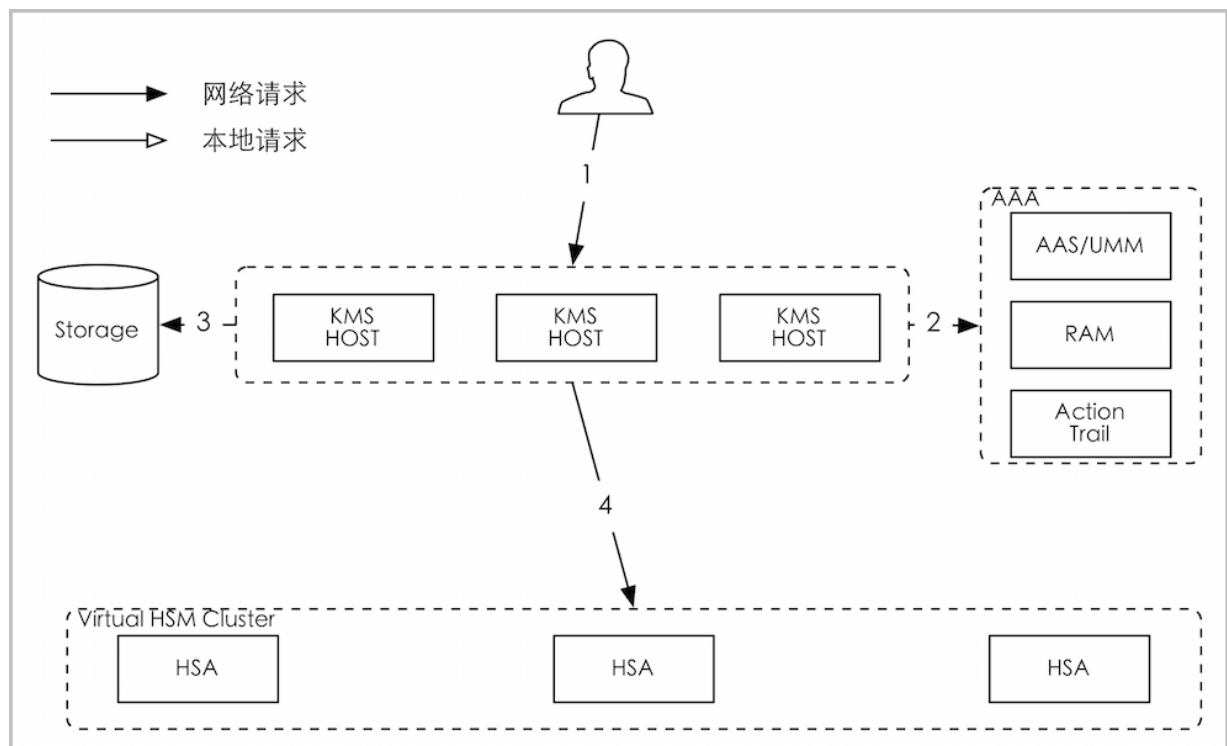 网络请求
本地请求
1
AAA
AAS/UMM
RAM
Action
Trail
Storage
3
KMS
HOST
KMS
HOST
KMS
HOST
2
4
Virtual HSM Cluster
HSA
HSA
HSA